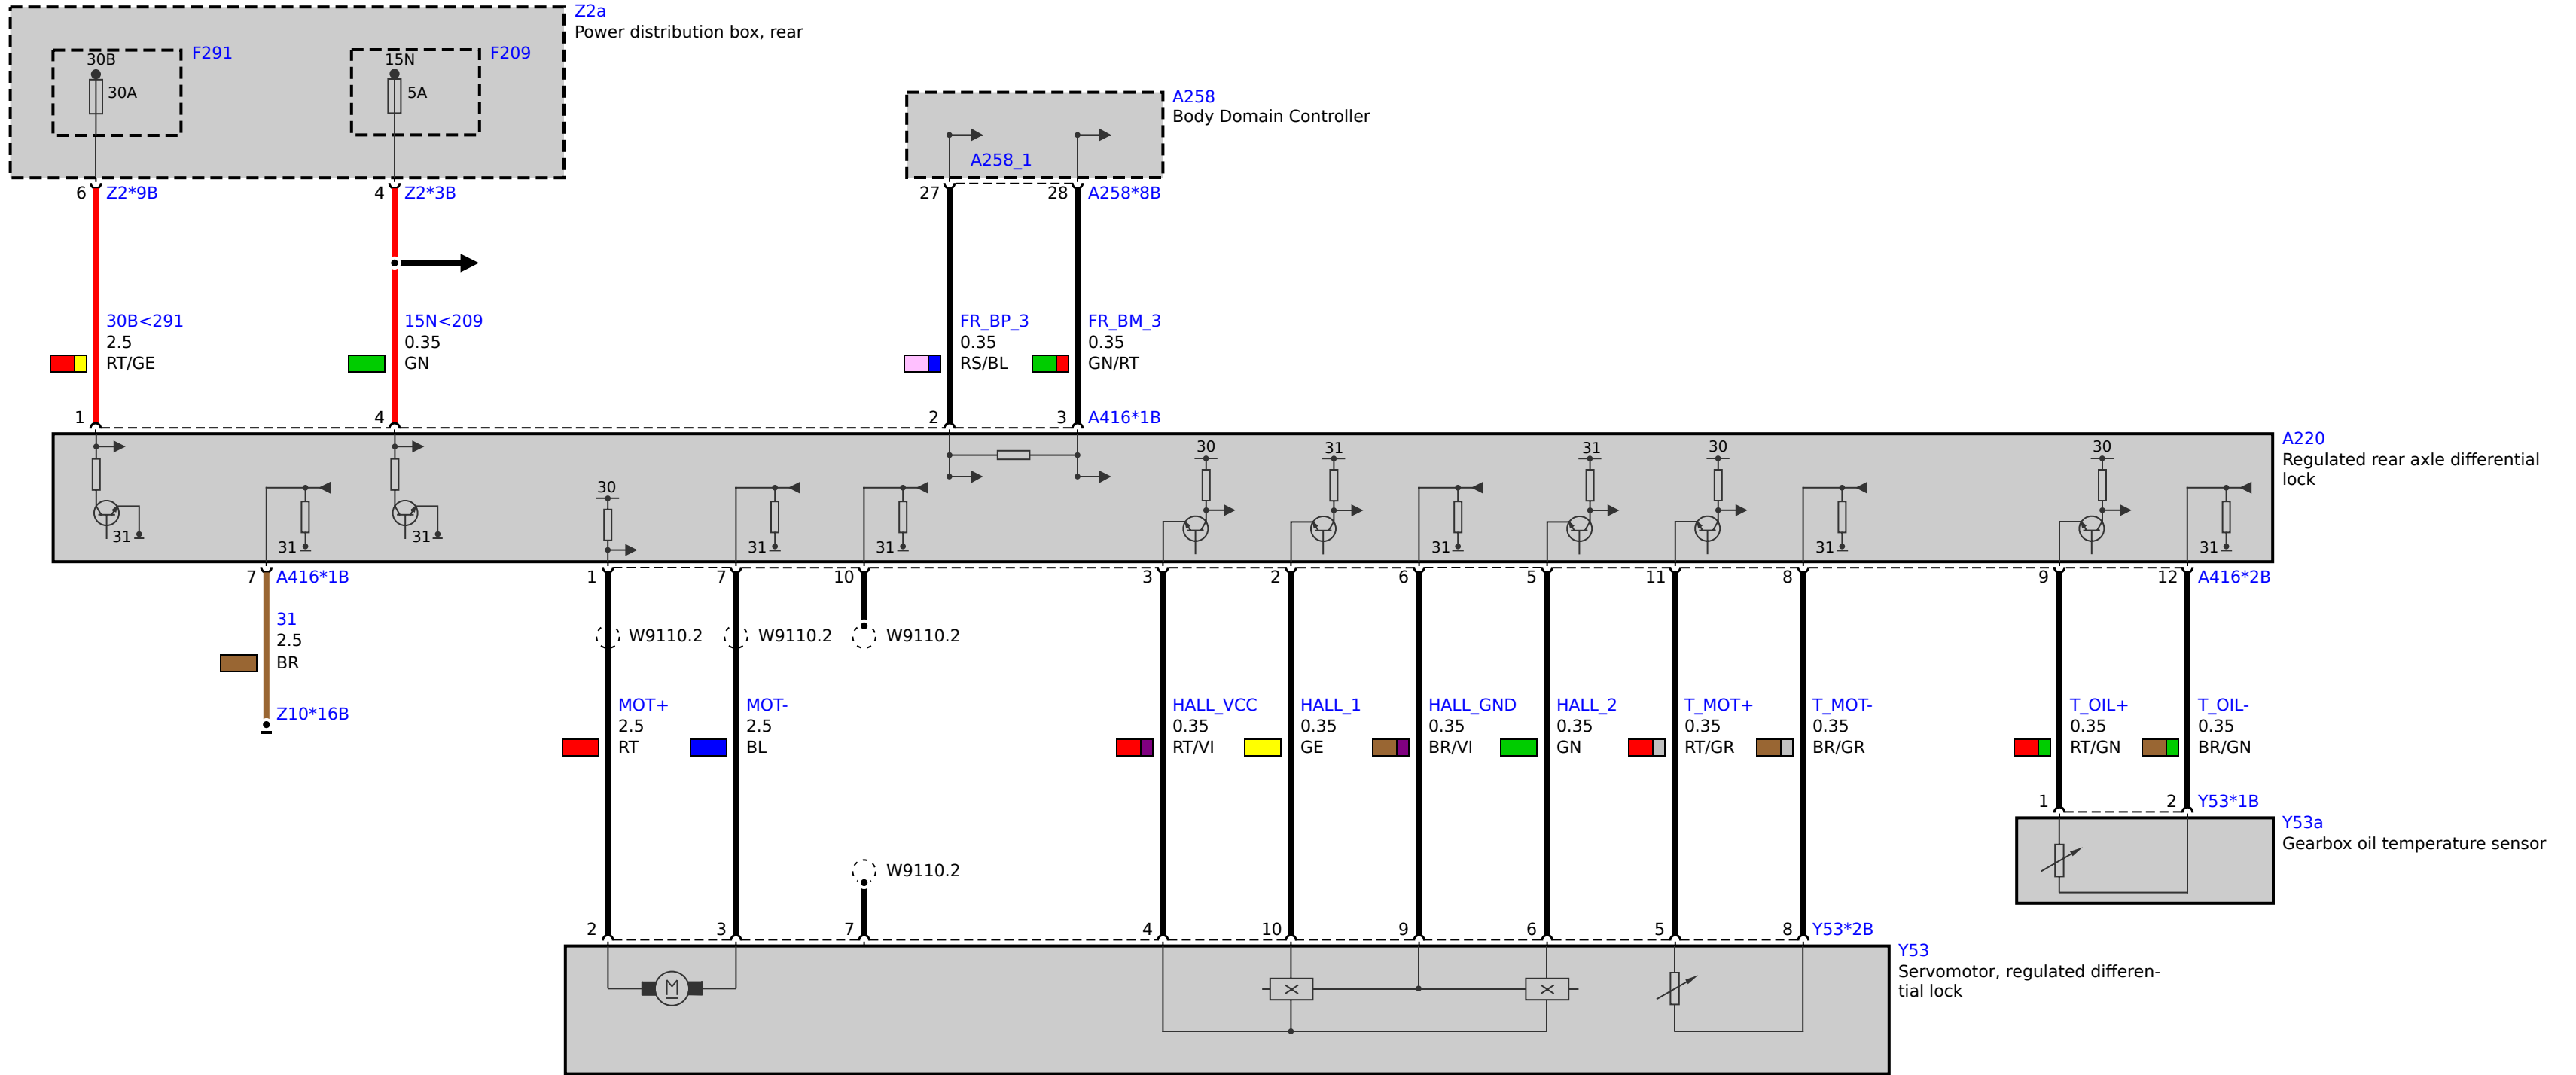 Z2a
Power distribution box, rear
30B
F291
15N
F209
30A
5A
A258
Body Domain Controller
A258_1
6 Z2*9B
4 Z2*3B
27
28 A258*8B
30B<291
2.5
RT/GE
15N<209
0.35
GN
FR_BP_3
0.35
RS/BL
FR_BM_3
0.35
GN/RT
1
4
2
3 A416*1B
A220
Regulated rear axle differential
lock
30
31
31
30
30
30
31
31
31
31
31
31
31
31
7 A416*1B
1
7
10
3
2
6
5
11
8
9
12 A416*2B
31
2.5
BR
Z10*16B
W9110.2
W9110.2
W9110.2
MOT+
2.5
RT
MOT-
2.5
BL
HALL_VCC
0.35
RT/VI
HALL_1
0.35
GE
HALL_GND
0.35
BR/VI
HALL_2
0.35
GN
T_MOT+
0.35
RT/GR
T_MOT-
0.35
BR/GR
T_OIL+
0.35
RT/GN
T_OIL-
0.35
BR/GN
1
2 Y53*1B
Y53a
Gearbox oil temperature sensor
W9110.2
2
3
7
4
10
9
6
5
8 Y53*2B
Y53
Servomotor, regulated differen-
tial lock
M